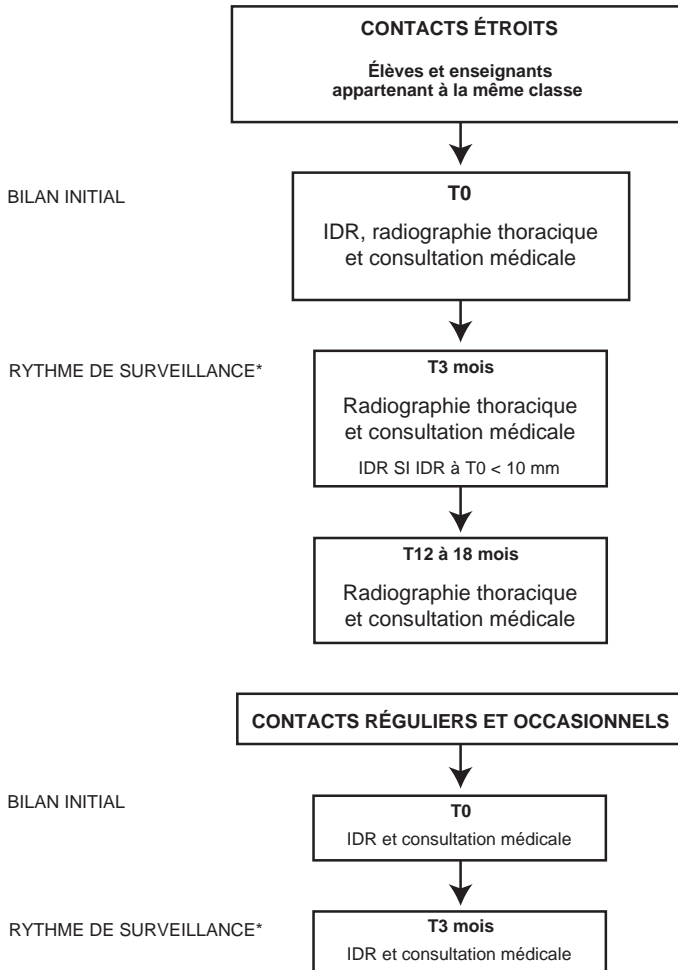 CONTACTS ÉTROITS
Élèves et enseignants
appartenant à la même classe
BILAN INITIAL
T0
IDR, radiographie thoracique
et consultation médicale
RYTHME DE SURVEILLANCE*
T3 mois
Radiographie thoracique
et consultation médicale
IDR SI IDR à T0 < 10 mm
T12 à 18 mois
Radiographie thoracique
et consultation médicale
CONTACTS RÉGULIERS ET OCCASIONNELS
BILAN INITIAL
T0
IDR et consultation médicale
RYTHME DE SURVEILLANCE*
T3 mois
IDR et consultation médicale